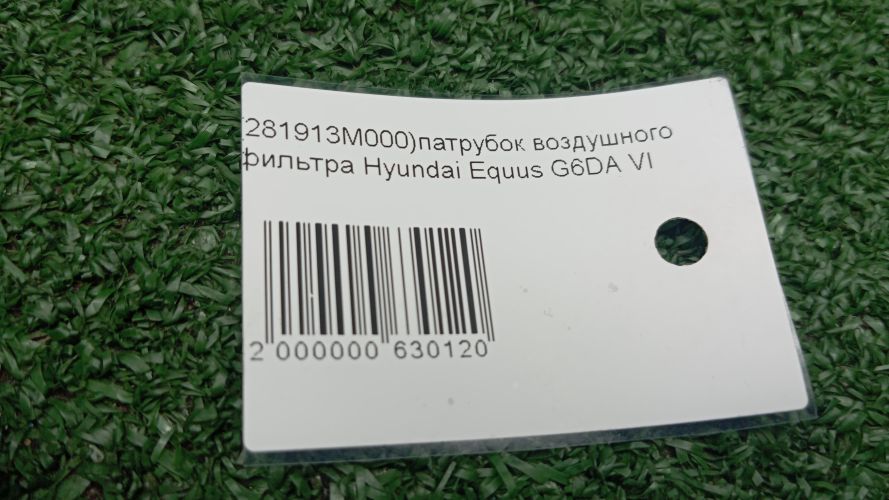 281913M000)патрубок воздушного
фильтра Hyundai Equus G6DA VI
2 000000 630120